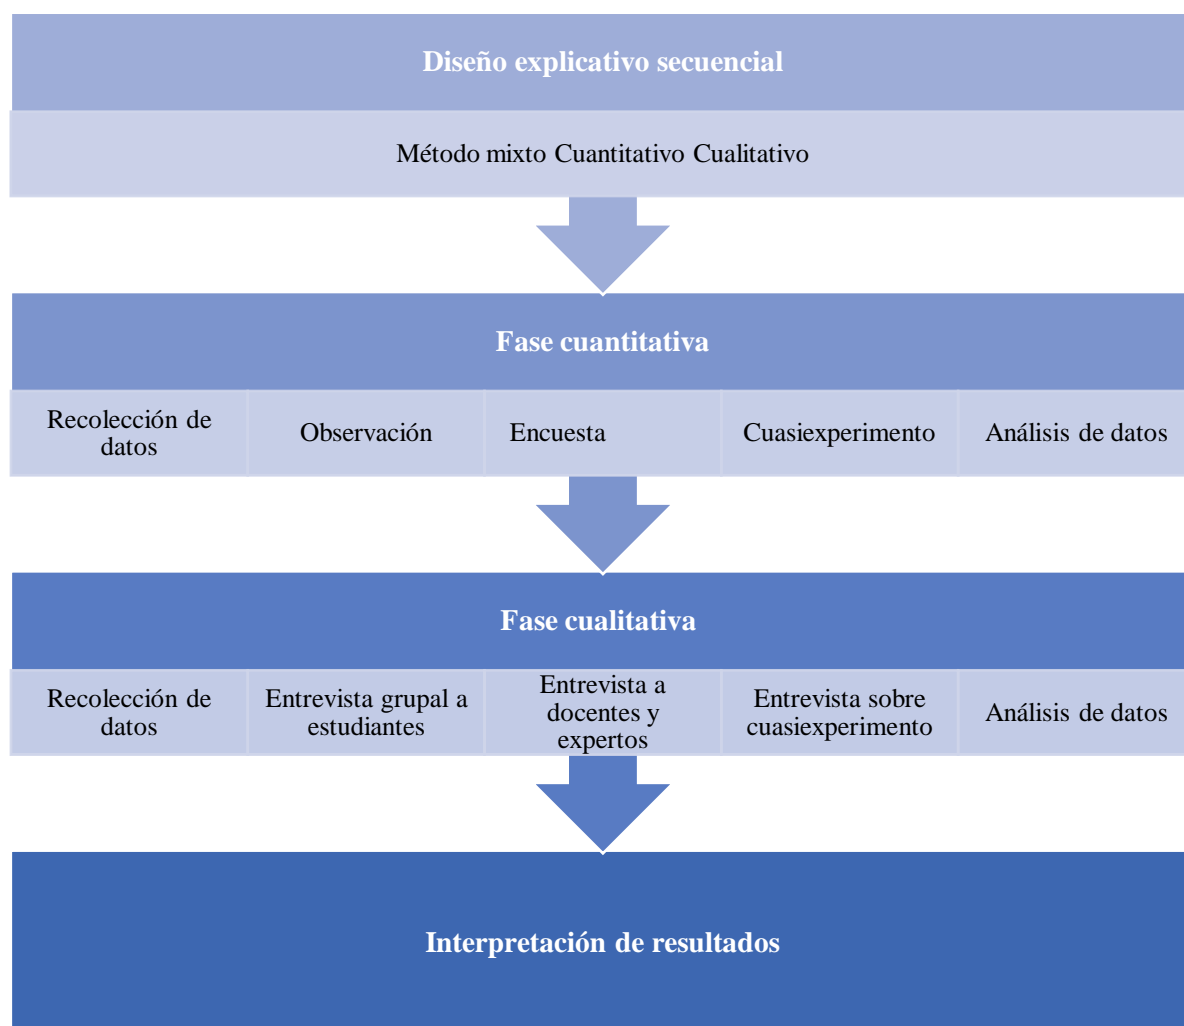 Diseño explicativo secuencial
Método mixto Cuantitativo Cualitativo
Fase cuantitativa
Recolección de
datos
Observación
Encuesta
Cuasiexperimento
Análisis de datos
Fase cualitativa
Recolección de
datos
Entrevista grupal a
estudiantes
Entrevista a
docentes y
expertos
Entrevista sobre
cuasiexperimento
Análisis de datos
Interpretación de resultados